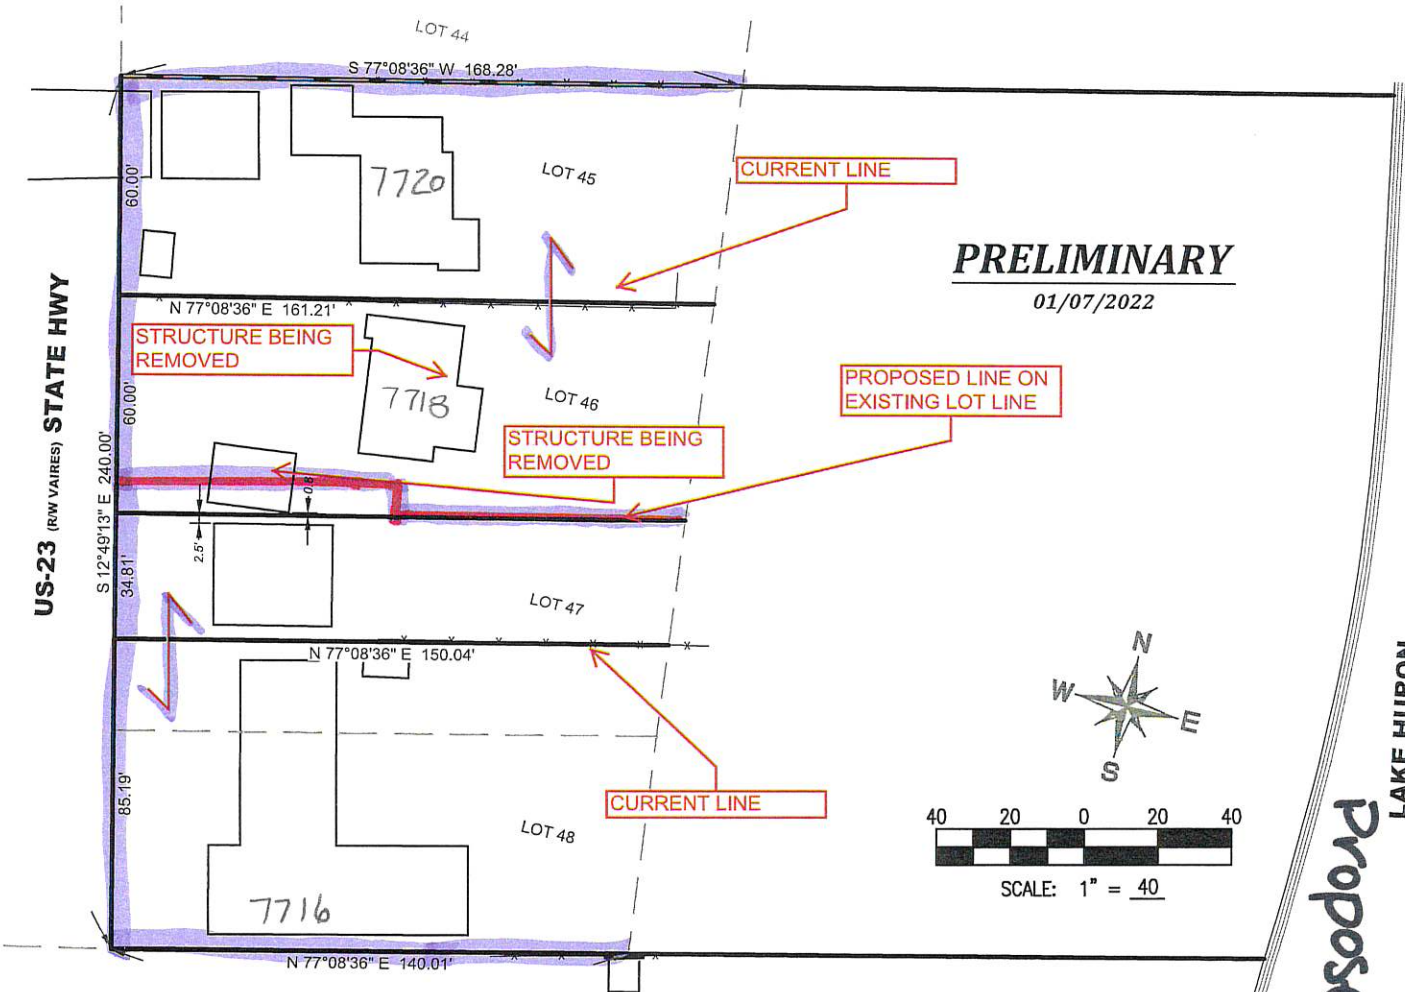 LOT 44
S 77°08'36" W 168.28'
60.00'
7720
LOT 45
CURRENT LINE
PRELIMINARY
01/07/2022
N 77°08'36" E 161.21'
STRUCTURE BEING
REMOVED
7718
LOT 46
60.00'
PROPOSED LINE ON
EXISTING LOT LINE
STRUCTURE BEING
REMOVED
US-23 (R/W VAIRES) STATE HWY
S 12°49'13" E 240.00'
0.8'
2.5'
34.81'
LOT 47
N 77°08'36" E 150.04'
CURRENT LINE
85.19'
LOT 48
7716
N 77°08'36" E 140.01'
N
W
E
S
40 20 0 20 40
SCALE: 1" = 40
LAKE HURON